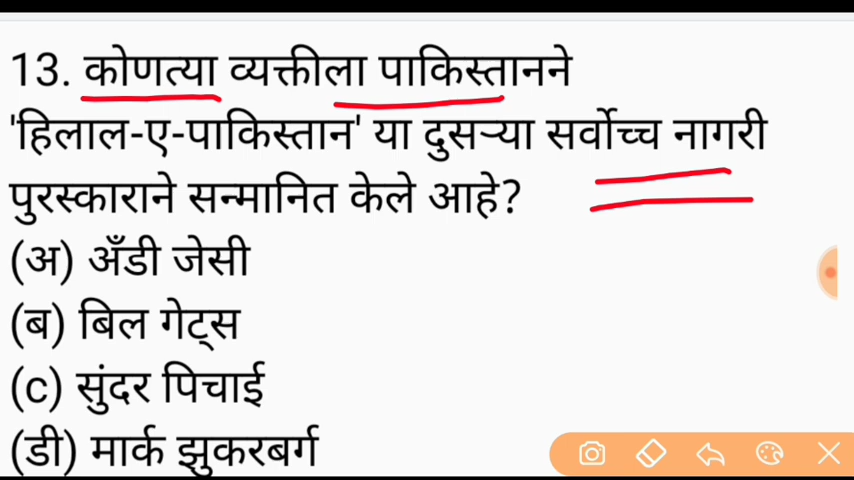 13. कोणत्या व्यक्तीला पाकिस्तानने
'हिलाल-ए-पाकिस्तान' या दुसऱ्या सर्वोच्च नागरी
पुरस्काराने सन्मानित केले आहे?
(अ) अँडी जेसी
(ब) बिल गेट्स
(c) सुंदर पिचाई
(डी) मार्क झुकरबर्ग